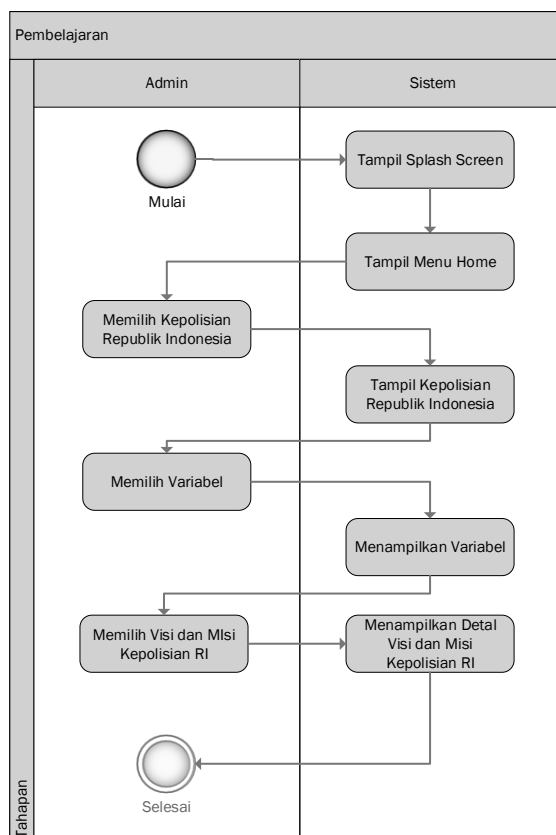 Pembelajaran
Admin
Sistem
Tampil Splash Screen
Mulai
Tampil Menu Home
Memilih Kepolisian
Republik Indonesia
Tampil Kepolisian
Republik Indonesia
Memilih Variabel
Menampilkan Variabel
Memilih Visi dan MIsi
Kepolisian RI
Menampilkan Detal
Visi dan Misi
Kepolisian RI
Selesai
Tahapan